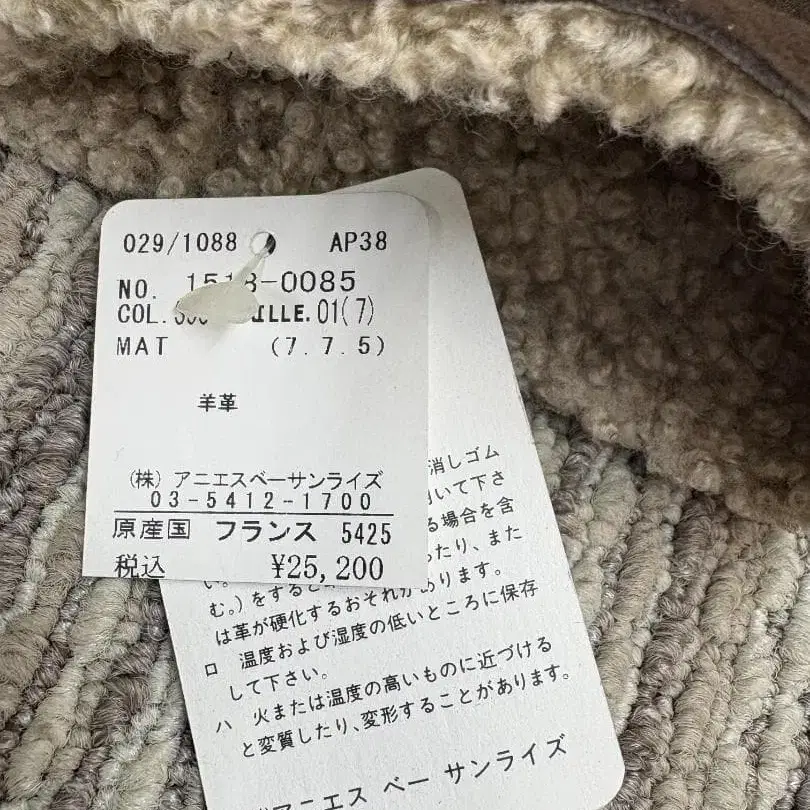 029/1088 AP38
NO. 1518-0085
COL. ILLE. 01(7)
MAT (7. 7. 5)
羊革
(株) アニエスベーサンライズ
03-5412-1700
原産国 フランス 5425
税込 ¥25,200
消しゴム
いて下さ
る場合を含
ったり、また
い。
む。)をすると があります。
は革が硬化するおそれ
ロ 温度および湿度の低いところに保存
して下さい。
ハ 火または温度の高いものに近づける
と変質したり、変形することがあります。
アニエス ベー サンライズ